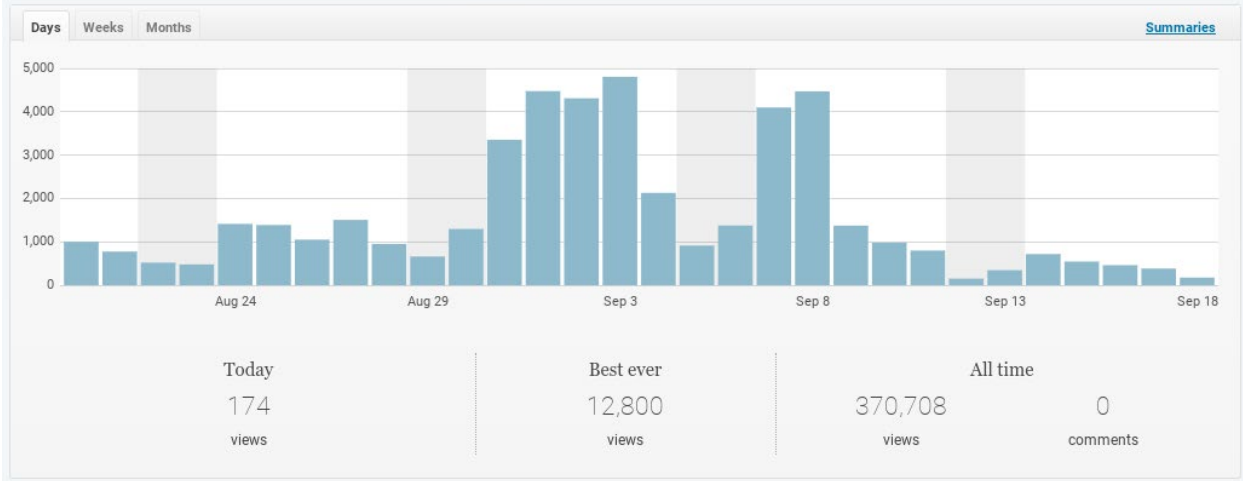 Days Weeks Months Summaries
5,000
4,000
3,000
2,000
1,000
0
Aug 24 Aug 29 Sep 3 Sep 8 Sep 13 Sep 18
Today Best ever All time
174 12,800 370,708 0
views views views comments